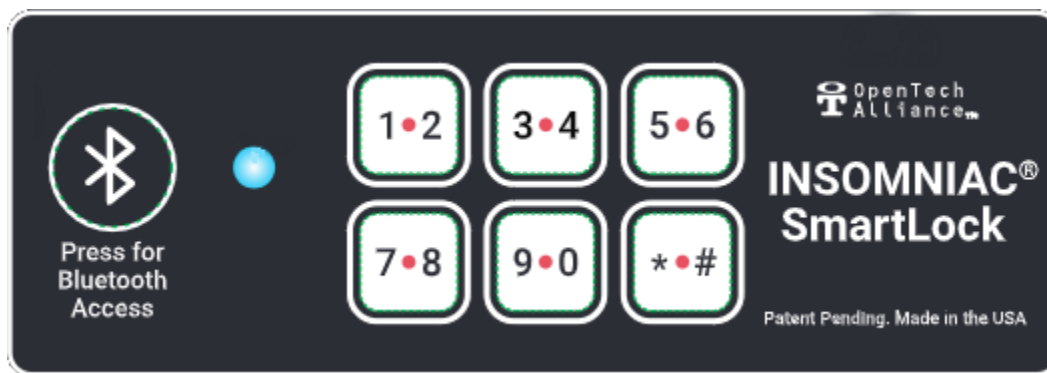 Press for
Bluetooth
Access
1•2 3•4 5•6
7•8 9•0 *•#
OpenTech
Alliance™
INSOMNIAC®
SmartLock
Patent Pending. Made in the USA